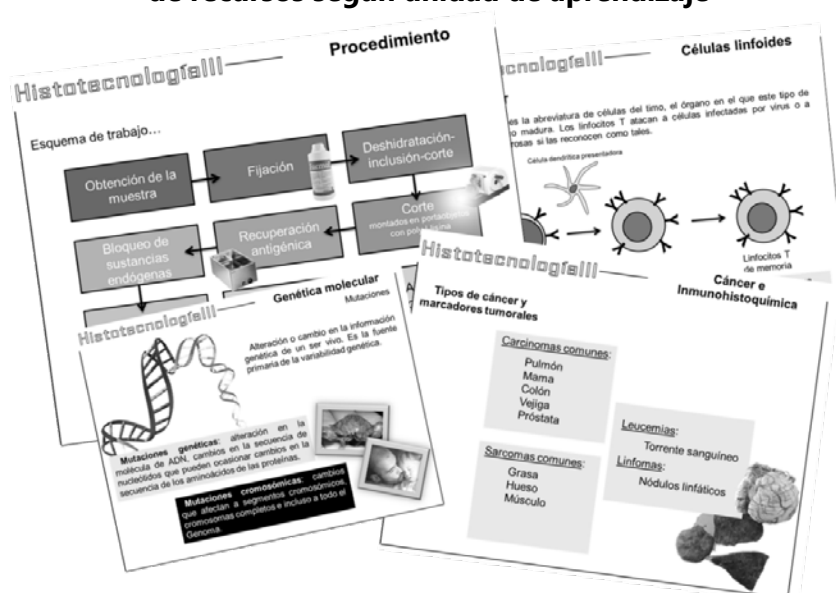 de recursos según unidad de aprendizaje
HistotecnologíaIII
Procedimiento
Esquema de trabajo…
Obtención de la
muestra
Fijación
Deshidratación-
inclusión-corte
Corte
montados en portaobjetos
con
Recuperación
antigénica
Bloqueo de
sustancias
endógenas
cnologíaIII
Células linfoides
es la abreviatura de células del timo, el órgano en el que este tipo de
o madura. Los linfocitos T atacan a células infectadas por virus o a
rosas si las reconocen como tales.
Célula dendrítica presentadora
Linfocitos T
de memoria
HistotecnologíaIII
Genética molecular
Mutaciones
Alteración o cambio en la información
genética de un ser vivo. Es la fuente
primaria de la variabilidad genética.
Mutaciones genéticas: alteración en la
molécula de ADN, cambios en la secuencia de
nucleótidos que pueden ocasionar cambios en la
secuencia de los aminoácidos de las proteínas.
Mutaciones cromosómicas: cambios
que afectan a segmentos cromosómicos,
cromosomas completos e incluso a todo el
Genoma.
HistotecnologíaIII
Cáncer e
Inmunohistoquímica
Tipos de cáncer y
marcadores tumorales
Carcinomas comunes:
Pulmón
Mama
Colón
Vejiga
Próstata
Sarcomas comunes:
Grasa
Hueso
Músculo
Leucemias:
Torrente sanguíneo
Linfomas:
Nódulos linfáticos